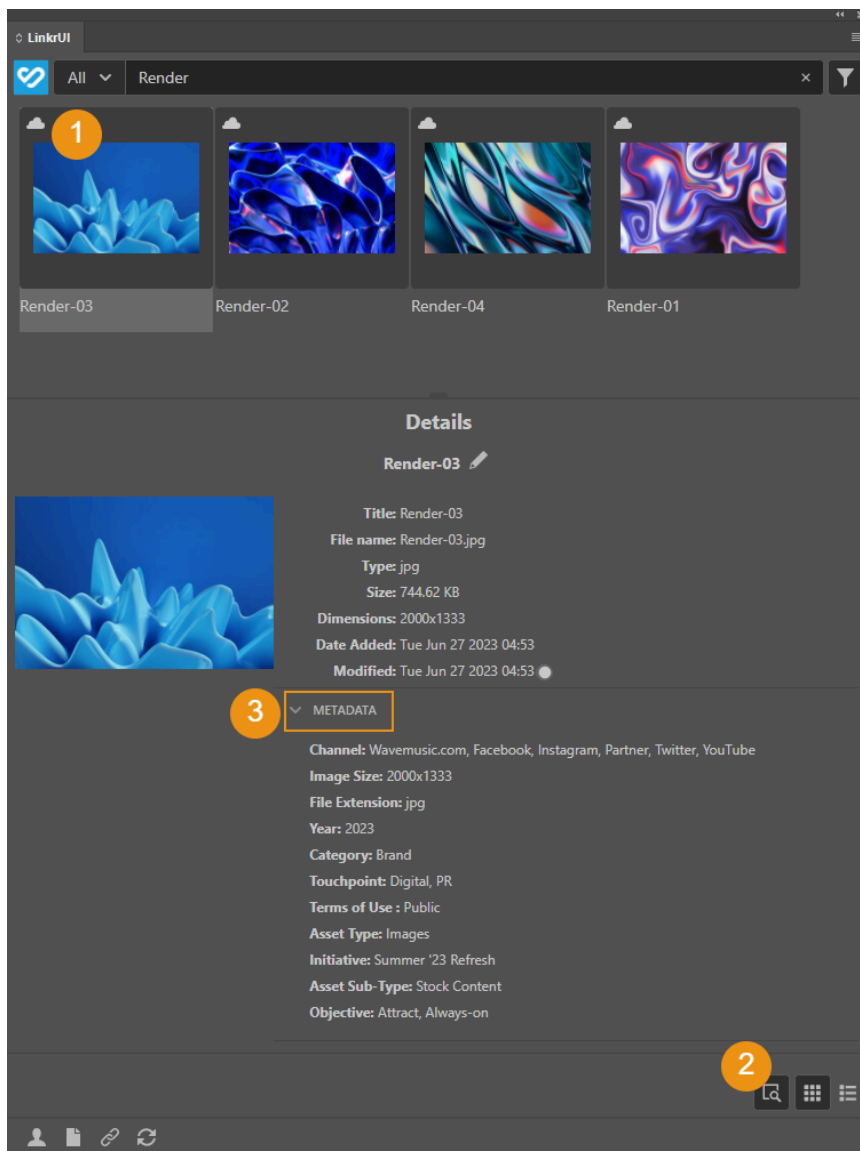 LinkrUI
All Render ×
1
Render-03 Render-02 Render-04 Render-01
Details
Render-03
Title: Render-03
File name: Render-03.jpg
Type: jpg
Size: 744.62 KB
Dimensions: 2000x1333
Date Added: Tue Jun 27 2023 04:53
Modified: Tue Jun 27 2023 04:53
3 METADATA
Channel: Wavemusic.com, Facebook, Instagram, Partner, Twitter, YouTube
Image Size: 2000x1333
File Extension: jpg
Year: 2023
Category: Brand
Touchpoint: Digital, PR
Terms of Use : Public
Asset Type: Images
Initiative: Summer '23 Refresh
Asset Sub-Type: Stock Content
Objective: Attract, Always-on
2